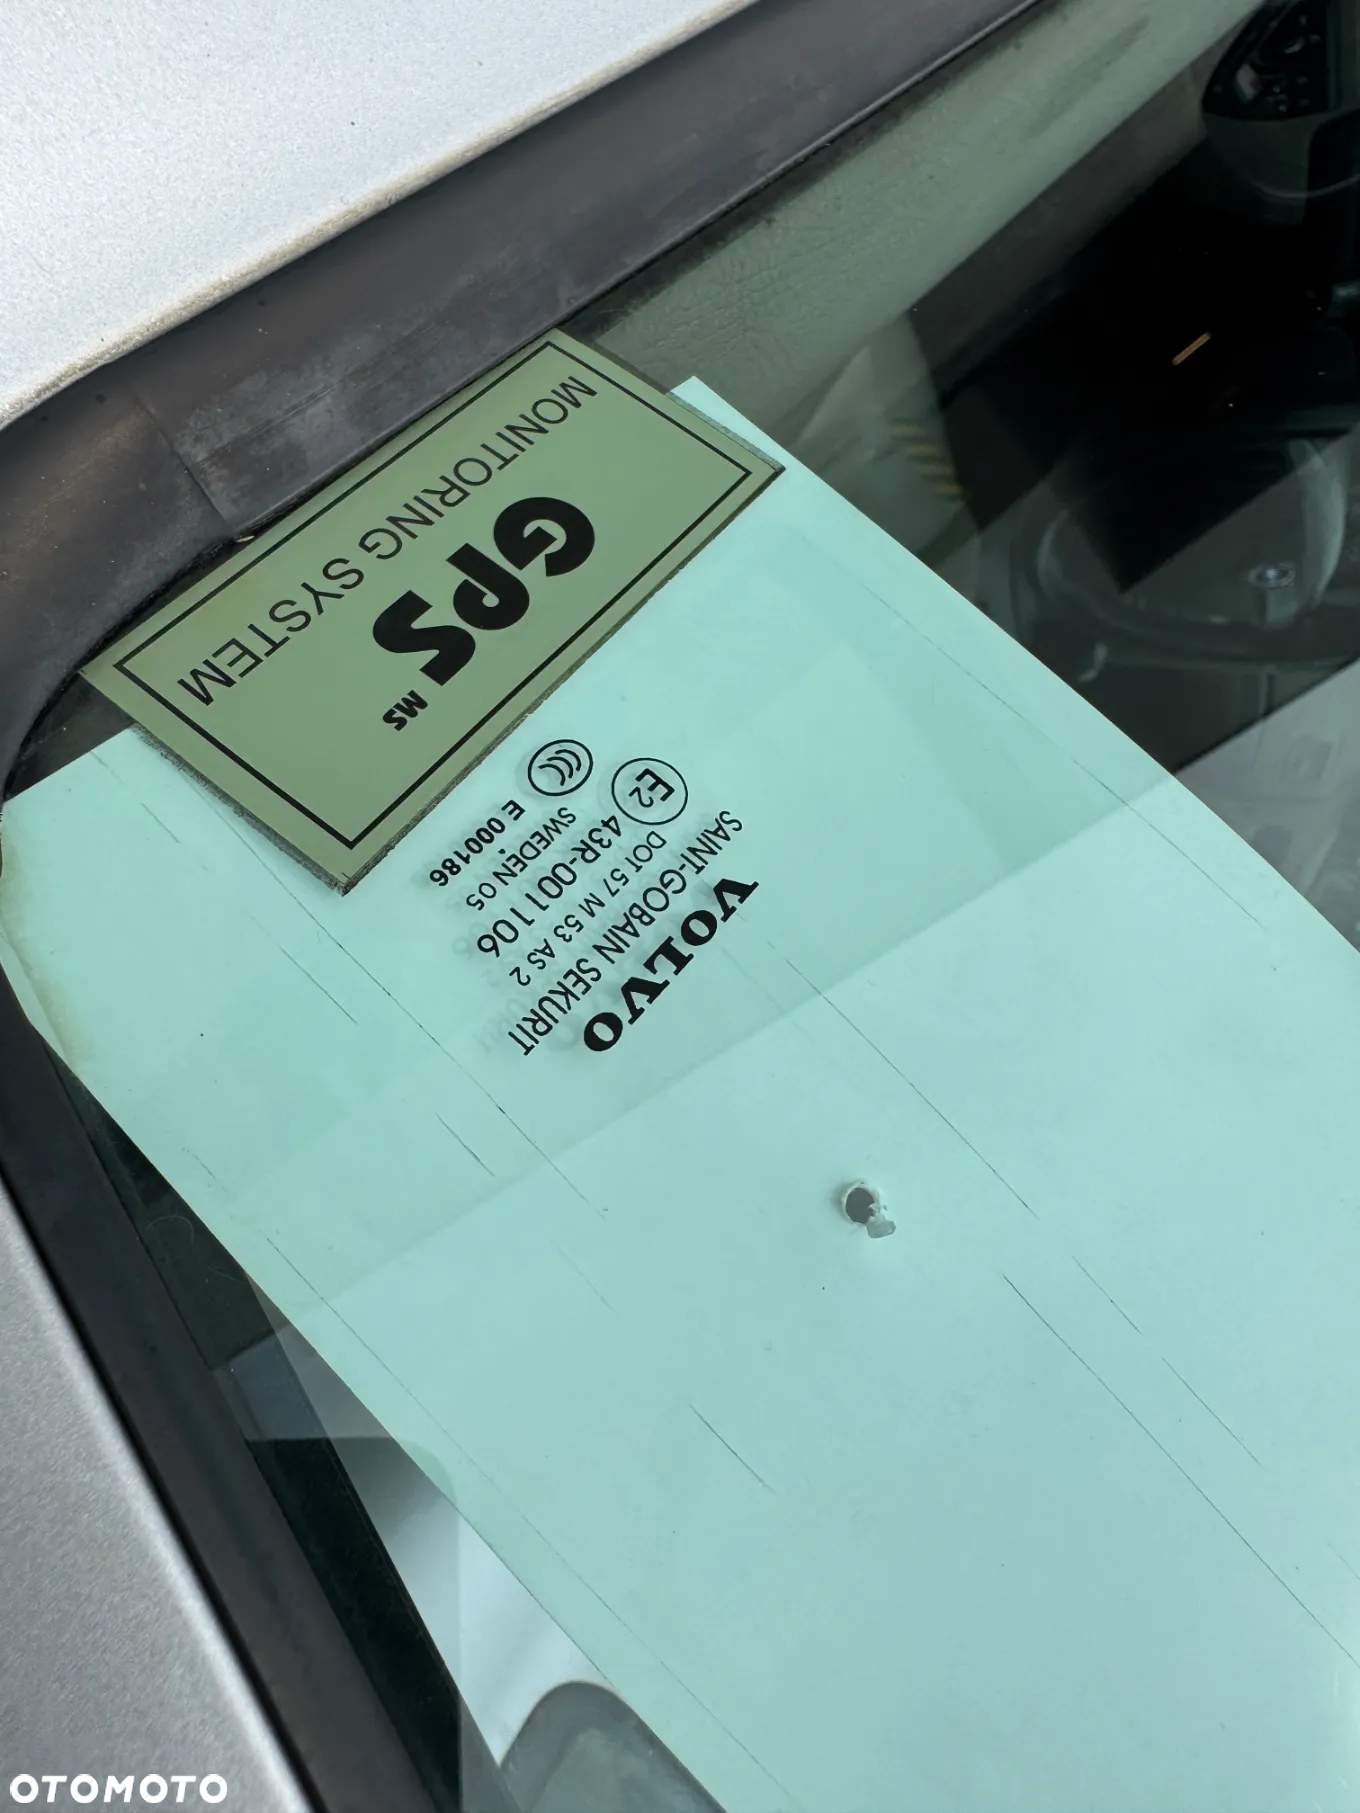 MONITORING SYSTEM
GPS MS
VOLVO
SAINT-GOBAIN SEKURIT
DOT 57 M 53 AS 2
E2 43R-001106
SWEDEN 05
CCC E 000186
OTOMOTO